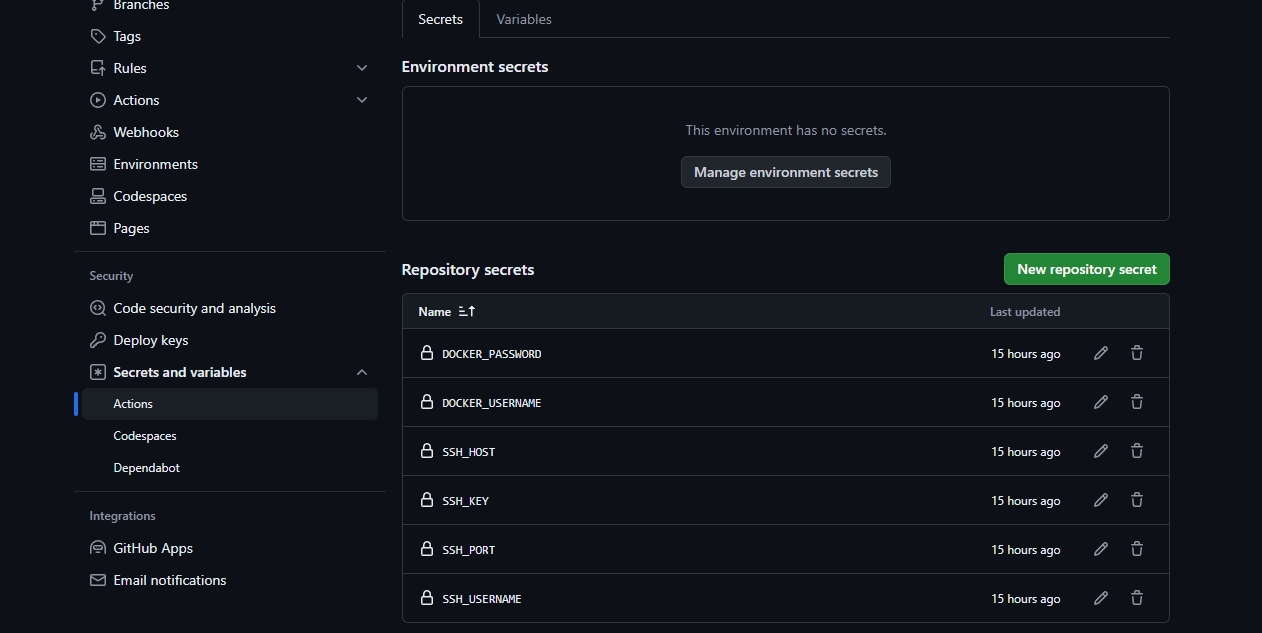 Branches
Tags
Rules
Actions
Webhooks
Environments
Codespaces
Pages
Security
Code security and analysis
Deploy keys
Secrets and variables
Actions
Codespaces
Dependabot
Integrations
GitHub Apps
Email notifications
Secrets Variables
Environment secrets
This environment has no secrets.
Manage environment secrets
Repository secrets New repository secret
Name Last updated
DOCKER_PASSWORD 15 hours ago
DOCKER_USERNAME 15 hours ago
SSH_HOST 15 hours ago
SSH_KEY 15 hours ago
SSH_PORT 15 hours ago
SSH_USERNAME 15 hours ago